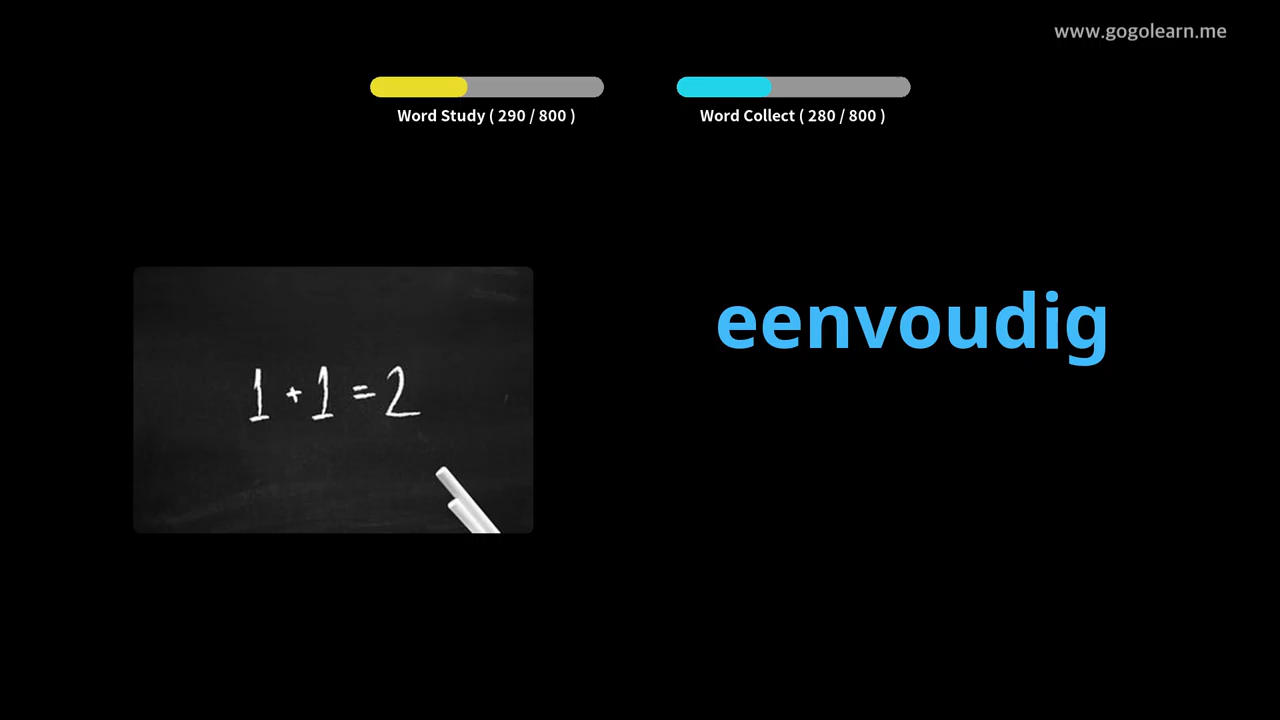 www.gogolearn.me
Word Study ( 290 / 800 )
Word Collect ( 280 / 800 )
eenvoudig
1 + 1 = 2